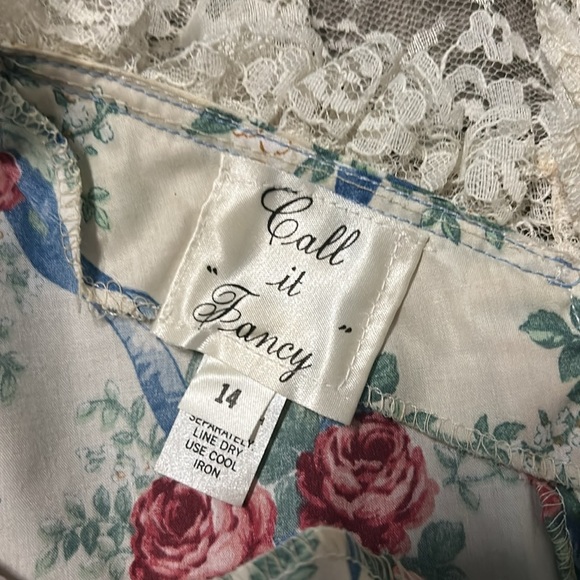 Call
it
"Fancy"
14
SEPARATELY
LINE DRY
USE COOL
IRON